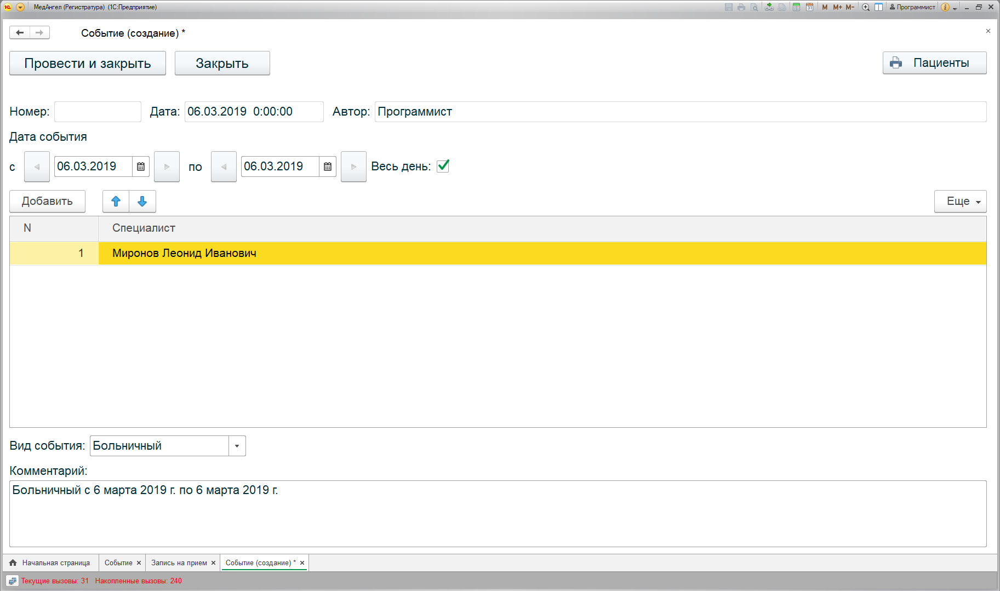 МедАнгел (Регистратура) (1С:Предприятие)
M M+ M- Программист
Событие (создание) *
Провести и закрыть Закрыть Пациенты
Номер: Дата: 06.03.2019 0:00:00 Автор: Программист
Дата события
с 06.03.2019 по 06.03.2019 Весь день:
Добавить Еще
N Специалист
1 Миронов Леонид Иванович
Вид события: Больничный
Комментарий:
Больничный с 6 марта 2019 г. по 6 марта 2019 г.
Начальная страница Событие × Запись на прием × Событие (создание) * ×
Текущие вызовы: 31 Накопленные вызовы: 240